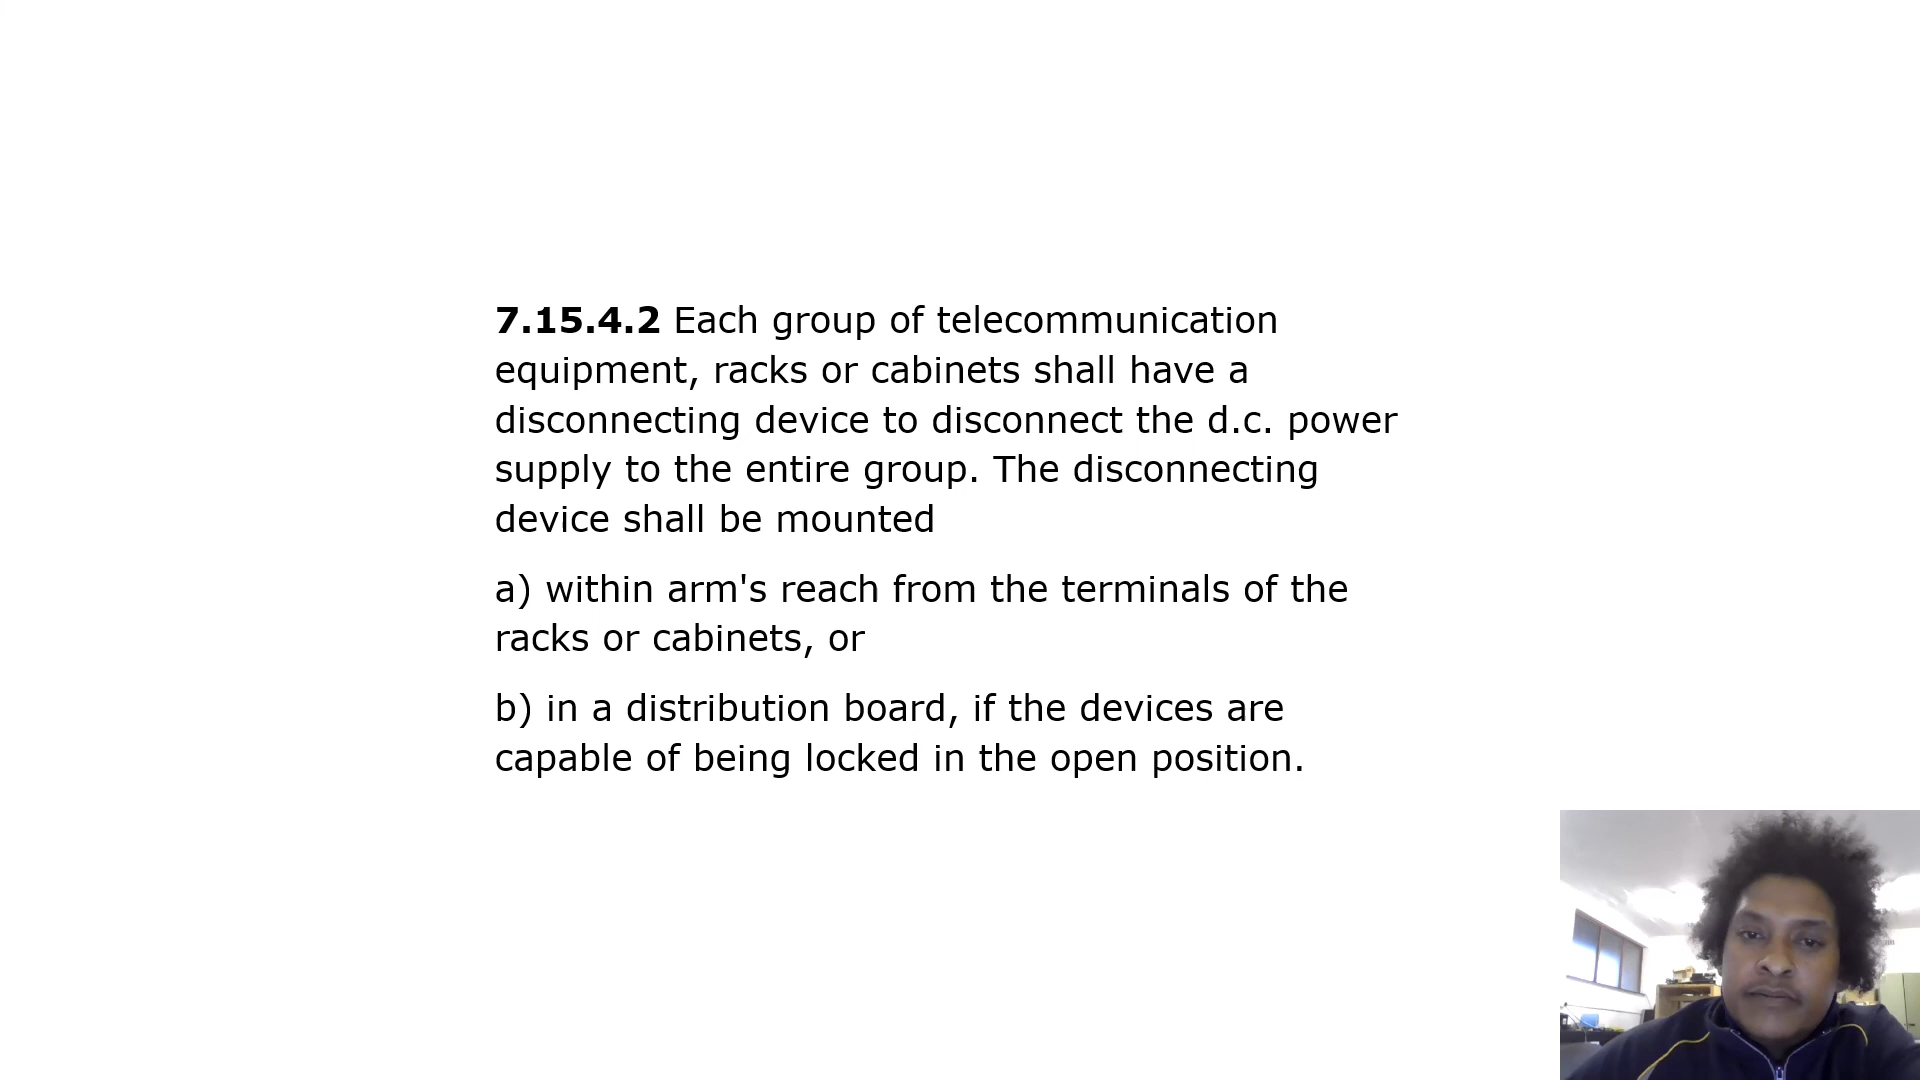 7.15.4.2 Each group of telecommunication
equipment, racks or cabinets shall have a
disconnecting device to disconnect the d.c. power
supply to the entire group. The disconnecting
device shall be mounted
a) within arm's reach from the terminals of the
racks or cabinets, or
b) in a distribution board, if the devices are
capable of being locked in the open position.